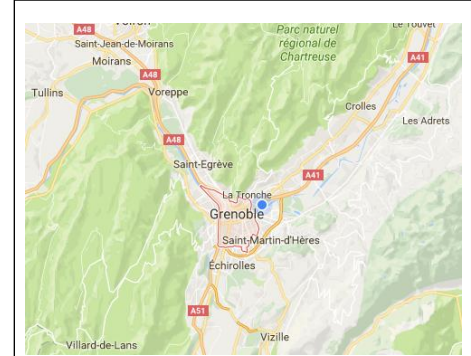 Le Touvet
A48
Parc naturel
régional de
Chartreuse
Saint-Jean-de-Moirans
Moirans
A48
A41
Tullins
Voreppe
Crolles
Les Adrets
A48
Saint-Egrève
A41
La Tronche
Grenoble
Saint-Martin-d'Hères
Échirolles
A51
Vizille
Villard-de-Lans